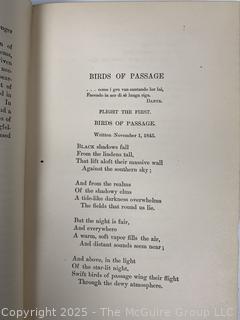 BIRDS OF PASSAGE
. . . come i gru van cantando lor lai,
Facendo in aer di sè lunga riga.
DANTE.
FLIGHT THE FIRST.
BIRDS OF PASSAGE.
Written November 1, 1845.
BLACK shadows fall
From the lindens tall,
That lift aloft their massive wall
Against the southern sky;
And from the realms
Of the shadowy elms
A tide-like darkness overwhelms
The fields that round us lie.
But the night is fair,
And everywhere
A warm, soft vapor fills the air,
And distant sounds seem near;
And above, in the light
Of the star-lit night,
Swift birds of passage wing their flight
Through the dewy atmosphere.
© 2025 - The McGuire Group